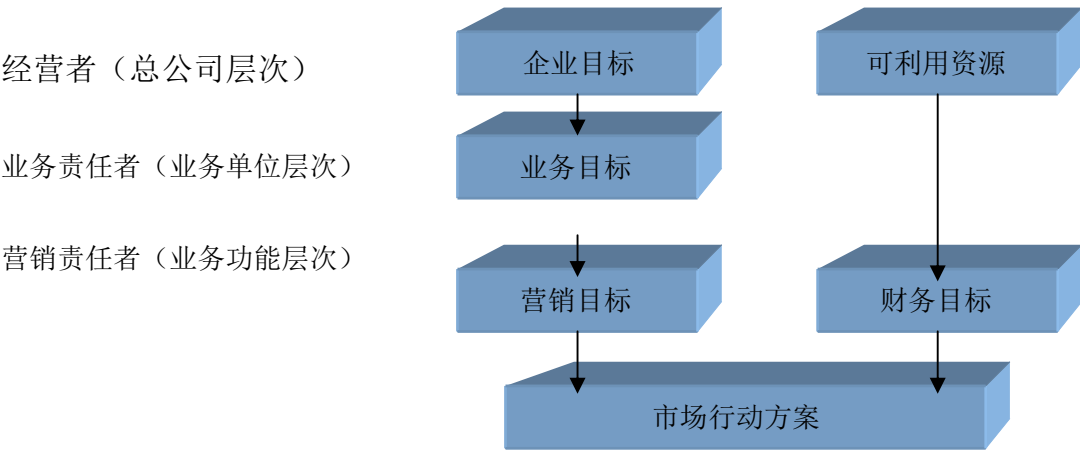 经营者（总公司层次）
企业目标
可利用资源
业务责任者（业务单位层次）
业务目标
营销责任者（业务功能层次）
营销目标
财务目标
市场行动方案